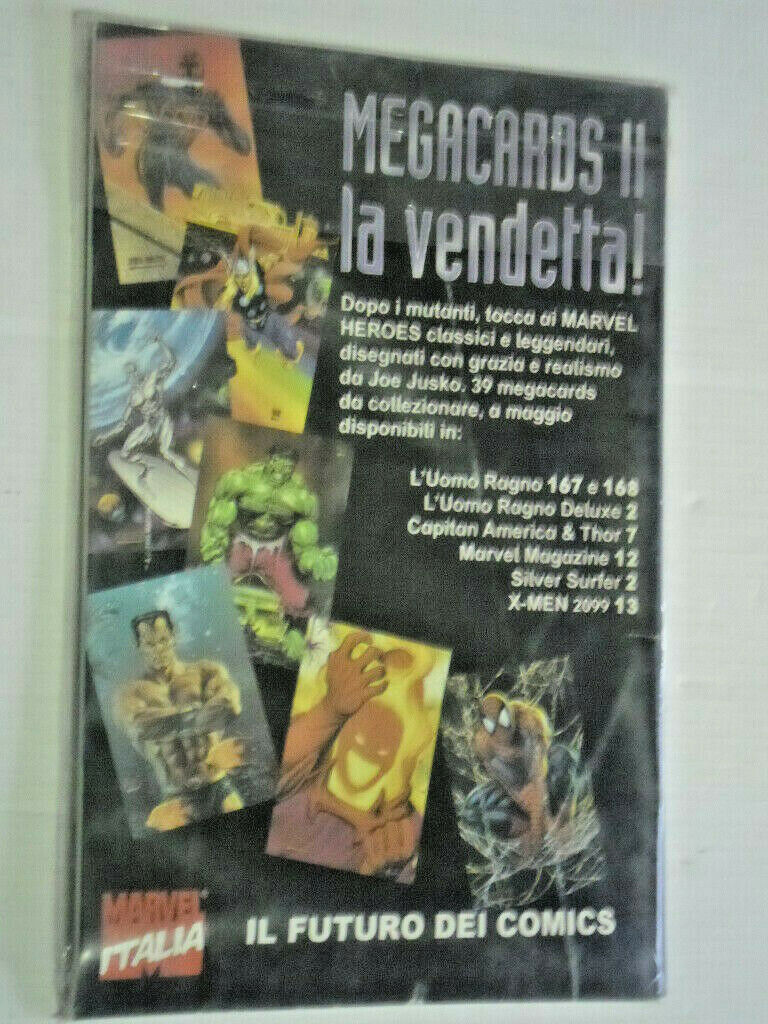 MEGACARDS II
la vendetta!
Dopo i mutanti, tocca ai MARVEL
HEROES classici e leggendari,
disegnati con grazia e realismo
da Joe Jusko. 39 megacards
da collezionare, a maggio
disponibili in:
L'Uomo Ragno 167 e 168
L'Uomo Ragno Deluxe 2
Capitan America & Thor 7
Marvel Magazine 12
Silver Surfer 2
X-MEN 2099 13
MARVEL
ITALIA
IL FUTURO DEI COMICS